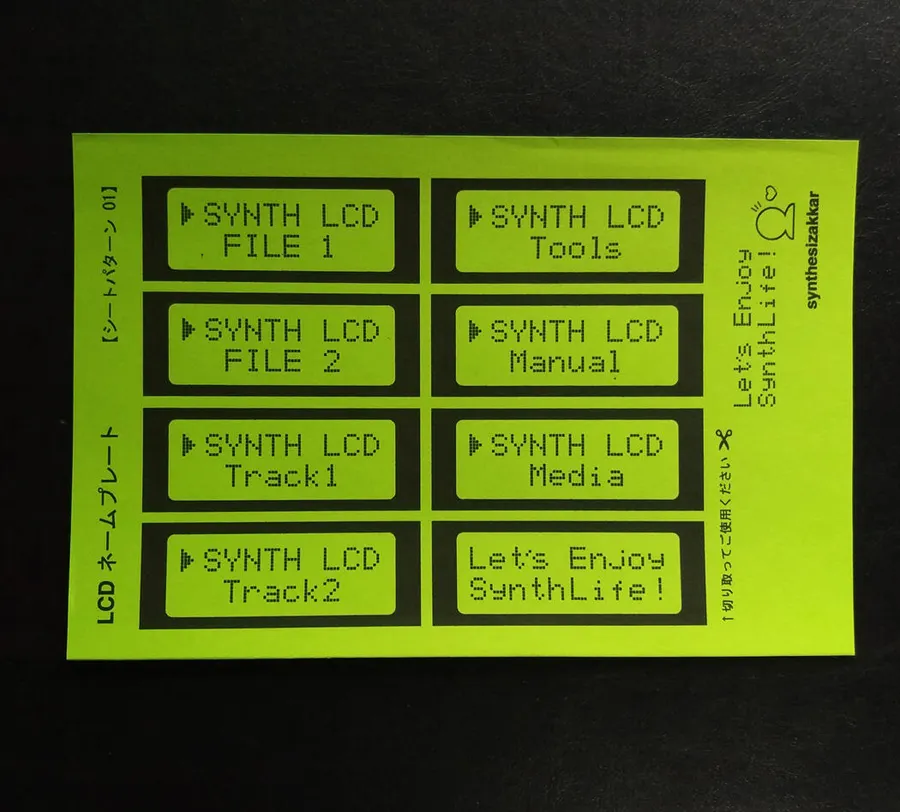 LCD ネームプレート
【シートパターン 01】
▶SYNTH LCD
FILE 1
▶SYNTH LCD
Tools
▶SYNTH LCD
FILE 2
▶SYNTH LCD
Manual
▶SYNTH LCD
Track1
▶SYNTH LCD
Media
▶SYNTH LCD
Track2
Let's Enjoy
SynthLife!
↑切り取ってご使用ください
Let's Enjoy
SynthLife!
synthesizakkar